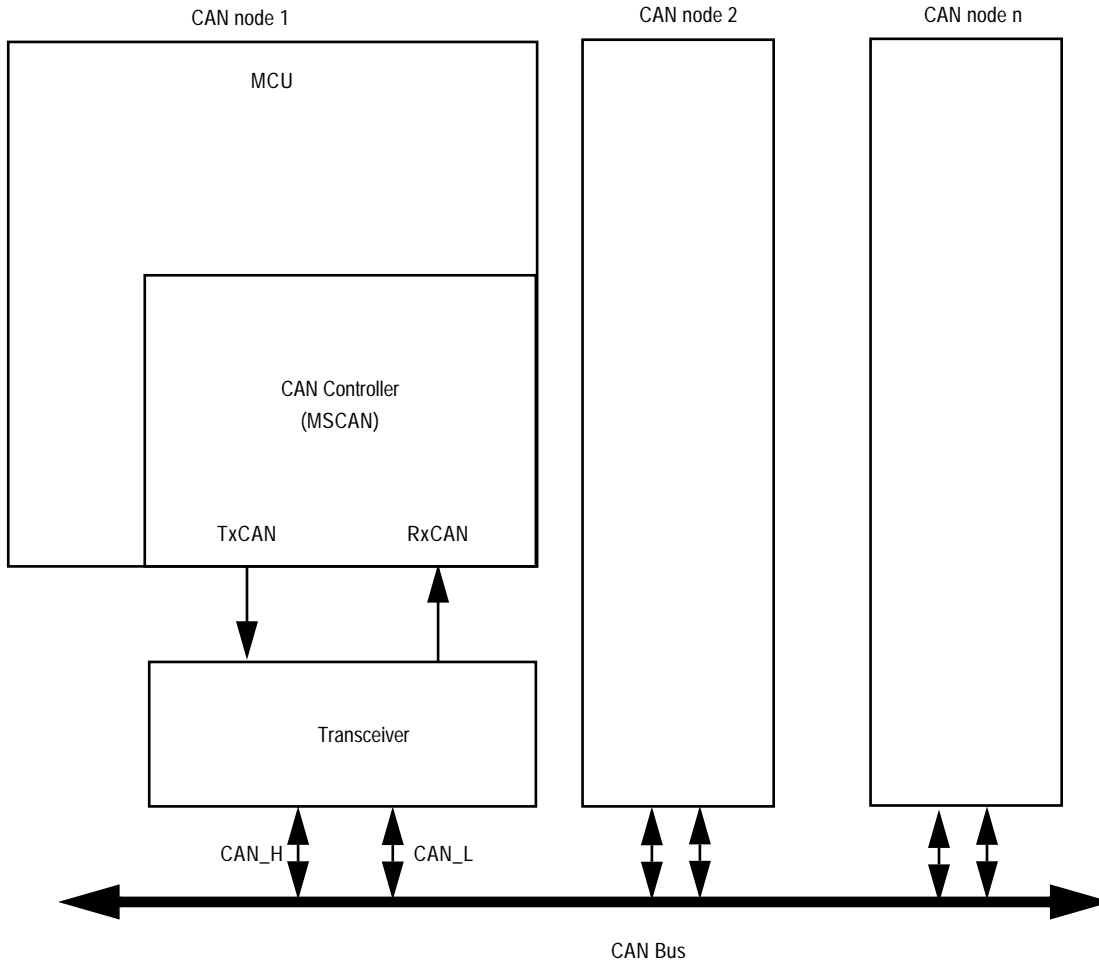 CAN node 1
CAN node 2
CAN node n
MCU
CAN Controller
(MSCAN)
TxCAN
RxCAN
Transceiver
CAN_H
CAN_L
CAN Bus